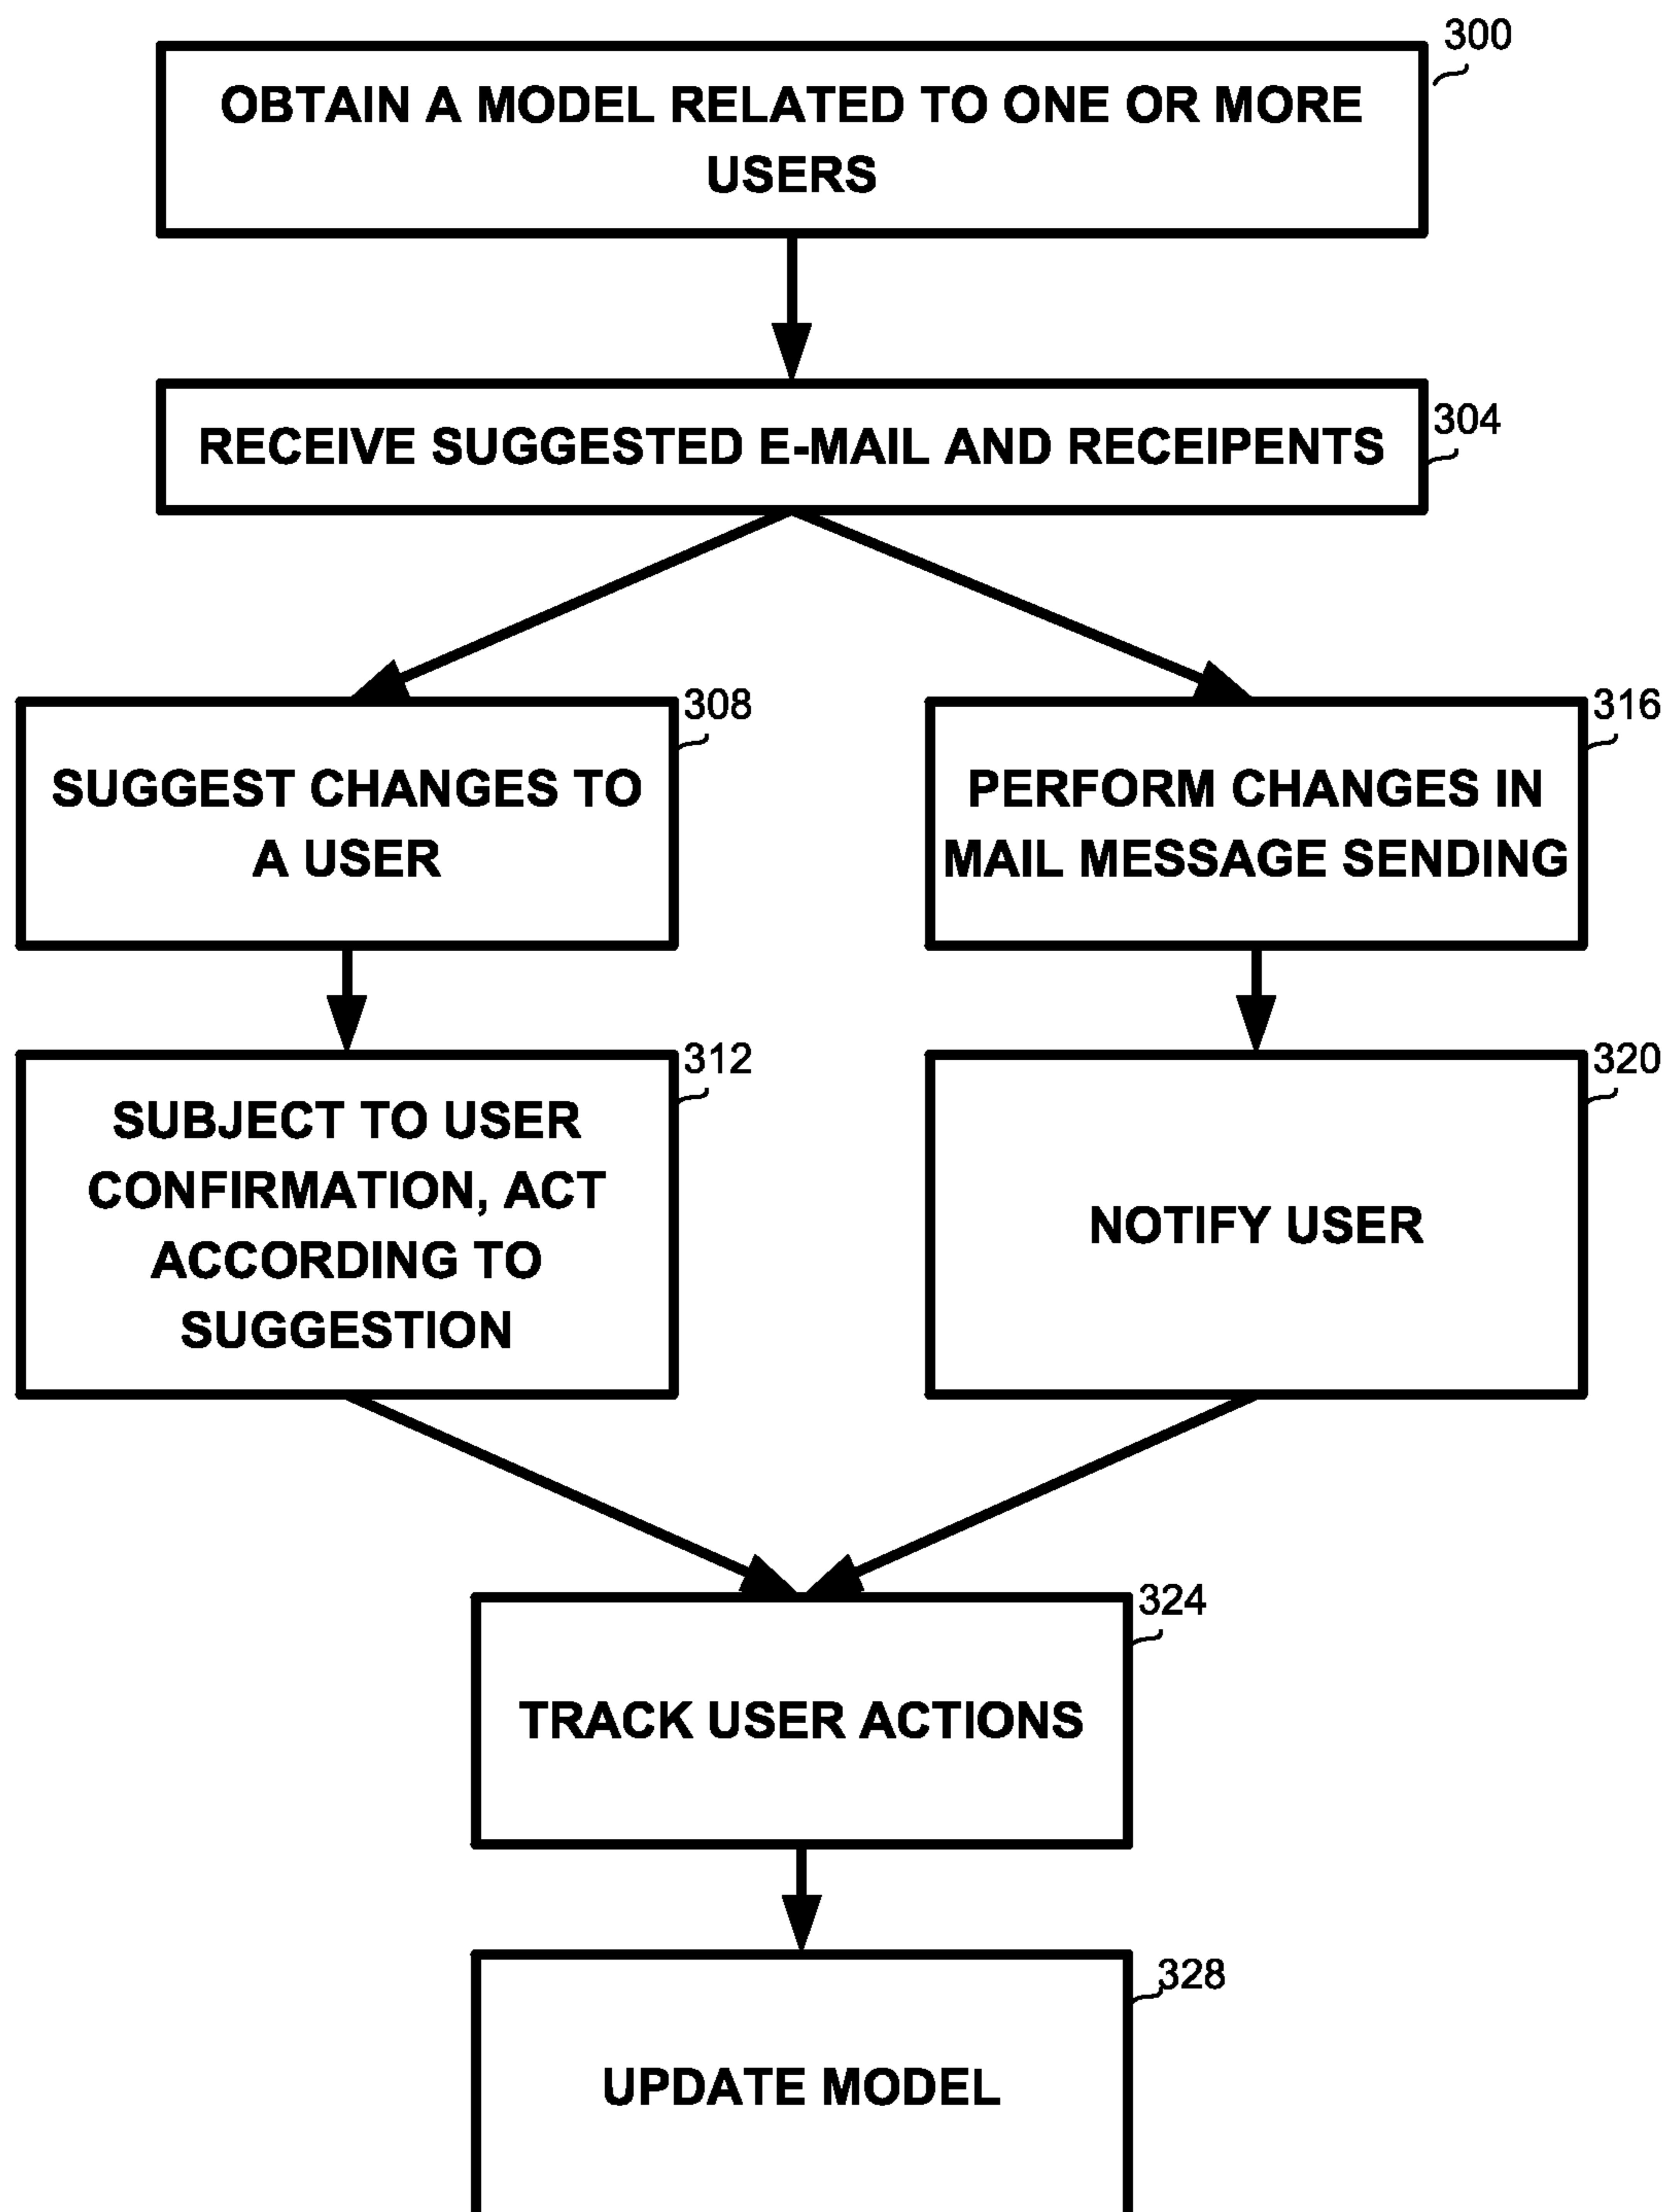 300
OBTAIN A MODEL RELATED TO ONE OR MORE
USERS
304
RECEIVE SUGGESTED E-MAIL AND RECEIPENTS
308
SUGGEST CHANGES TO
A USER
312
SUBJECT TO USER
CONFIRMATION, ACT
ACCORDING TO
SUGGESTION
316
PERFORM CHANGES IN
MAIL MESSAGE SENDING
320
NOTIFY USER
324
TRACK USER ACTIONS
328
UPDATE MODEL